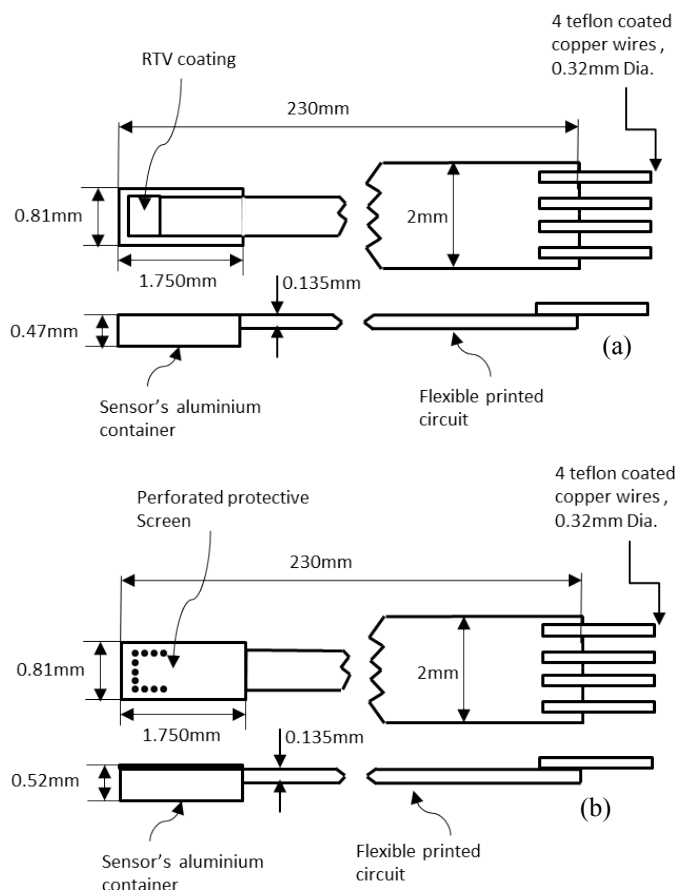 4 teflon coated
copper wires ,
0.32mm Dia.
RTV coating
230mm
0.81mm
2mm
1.750mm
0.135mm
0.47mm
(a)
Sensor's aluminium
container
Flexible printed
circuit
4 teflon coated
copper wires ,
0.32mm Dia.
Perforated protective
Screen
230mm
0.81mm
2mm
1.750mm
0.135mm
0.52mm
(b)
Sensor's aluminium
container
Flexible printed
circuit